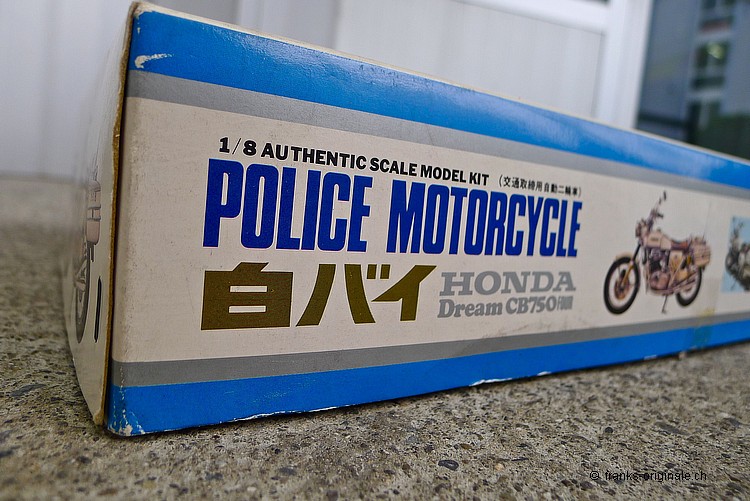 1/8 AUTHENTIC SCALE MODEL KIT (交通取締用自動二輪車)
POLICE MOTORCYCLE
白バイ HONDA
Dream CB750 FOUR
© franks-originale.ch